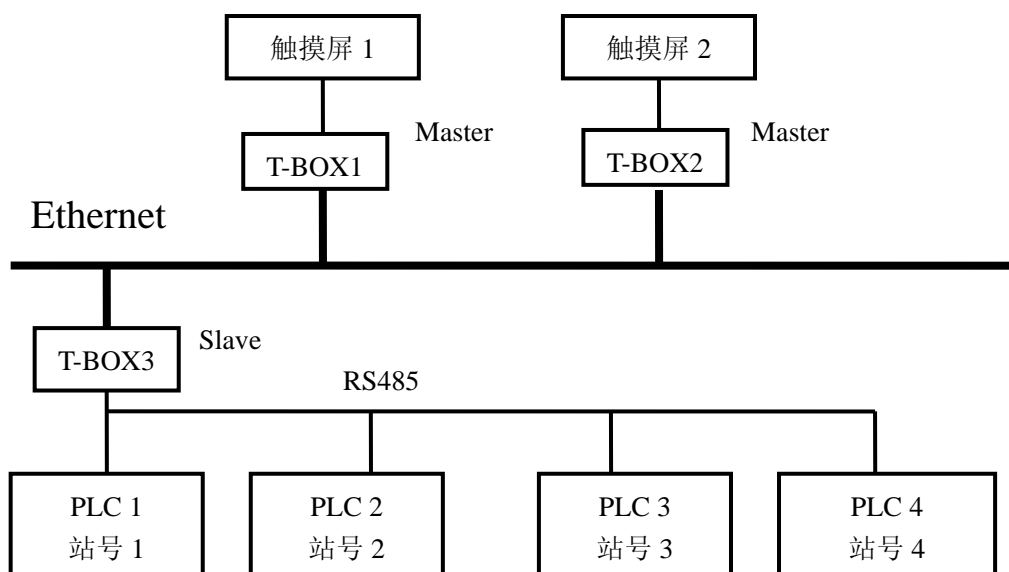 触摸屏 1
触摸屏 2
Master
Master
T-BOX1
T-BOX2
Ethernet
Slave
T-BOX3
RS485
PLC 1
站号 1
PLC 2
站号 2
PLC 3
站号 3
PLC 4
站号 4